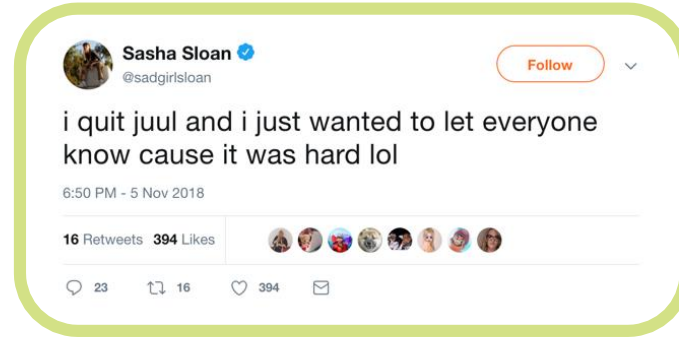 Sasha Sloan
@sadgirlsloan
Follow
i quit juul and i just wanted to let everyone
know cause it was hard lol
6:50 PM - 5 Nov 2018
16 Retweets 394 Likes
23 16 394